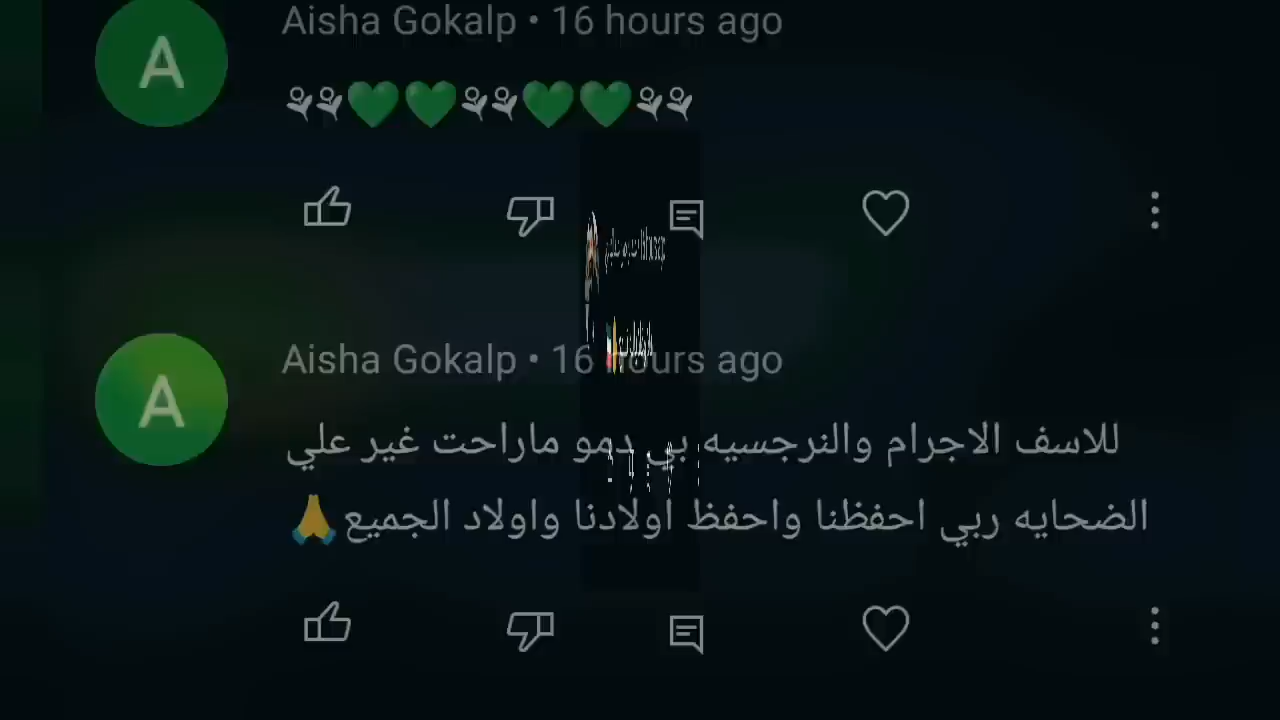 Aisha Gokalp • 16 hours ago
⚘⚘💚💚⚘⚘💚💚⚘⚘
Aisha Gokalp • 16 hours ago
للاسف الاجرام والنرجسيه بي دمو ماراحت غير علي
الضحايه ربي احفظنا واحفظ اولادنا واولاد الجميع🙏